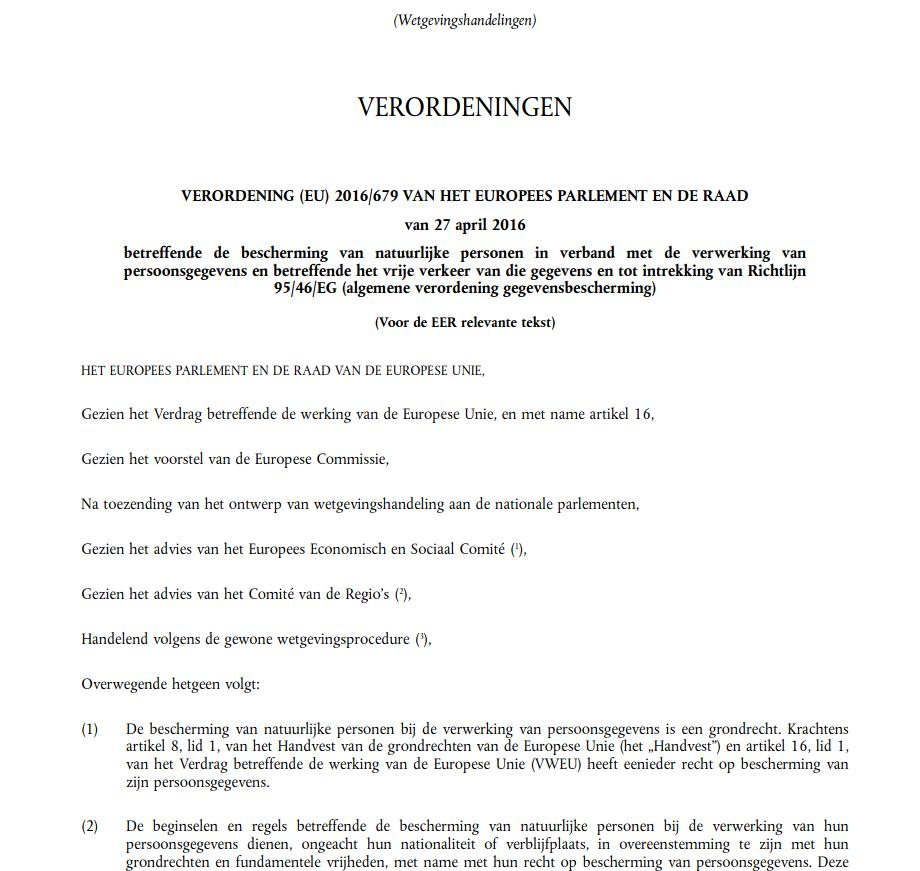 (Wetgevingshandelingen)
VERORDENINGEN
VERORDENING (EU) 2016/679 VAN HET EUROPEES PARLEMENT EN DE RAAD
van 27 april 2016
betreffende de bescherming van natuurlijke personen in verband met de verwerking van
persoonsgegevens en betreffende het vrije verkeer van die gegevens en tot intrekking van Richtlijn
95/46/EG (algemene verordening gegevensbescherming)
(Voor de EER relevante tekst)
HET EUROPEES PARLEMENT EN DE RAAD VAN DE EUROPESE UNIE,
Gezien het Verdrag betreffende de werking van de Europese Unie, en met name artikel 16,
Gezien het voorstel van de Europese Commissie,
Na toezending van het ontwerp van wetgevingshandeling aan de nationale parlementen,
Gezien het advies van het Europees Economisch en Sociaal Comité (¹),
Gezien het advies van het Comité van de Regio's (²),
Handelend volgens de gewone wetgevingsprocedure (³),
Overwegende hetgeen volgt:
(1) De bescherming van natuurlijke personen bij de verwerking van persoonsgegevens is een grondrecht. Krachtens
artikel 8, lid 1, van het Handvest van de grondrechten van de Europese Unie (het „Handvest”) en artikel 16, lid 1,
van het Verdrag betreffende de werking van de Europese Unie (VWEU) heeft eenieder recht op bescherming van
zijn persoonsgegevens.
(2) De beginselen en regels betreffende de bescherming van natuurlijke personen bij de verwerking van hun
persoonsgegevens dienen, ongeacht hun nationaliteit of verblijfplaats, in overeenstemming te zijn met hun
grondrechten en fundamentele vrijheden, met name met hun recht op bescherming van persoonsgegevens. Deze